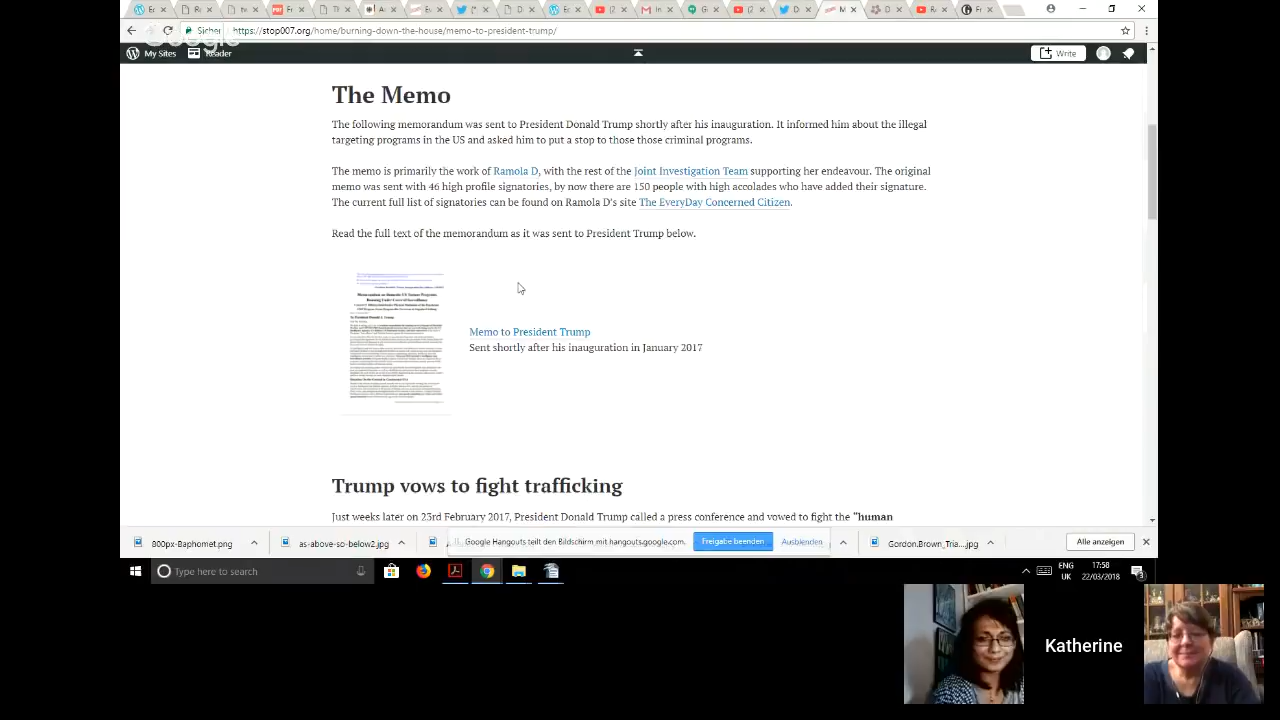 Sicher
https://stop007.org/home/burning-down-the-house/memo-to-president-trump/
Google
My Sites
Reader
Write
The Memo
The following memorandum was sent to President Donald Trump shortly after his inauguration. It informed him about the illegal
targeting programs in the US and asked him to put a stop to those those criminal programs.
The memo is primarily the work of Ramola D, with the rest of the Joint Investigation Team supporting her endeavour. The original
memo was sent with 46 high profile signatories, by now there are 150 people with high accolades who have added their signature.
The current full list of signatories can be found on Ramola D's site The EveryDay Concerned Citizen.
Read the full text of the memorandum as it was sent to President Trump below.
To President Donald J. Trump
Memo to President Trump
Sent shortly after his inauguration in January 2017
Trump vows to fight trafficking
Just weeks later on 23rd February 2017, President Donald Trump called a press conference and vowed to fight the "human
800px-Baphomet.png
as-above-so-below2.jpg
Google Hangouts teilt den Bildschirm mit hangouts.google.com.
Freigabe beenden
Ausblenden
Gordon.Brown_Tria....jpg
Alle anzeigen
Type here to search
ENG
UK
17:58
22/03/2018
3
Katherine